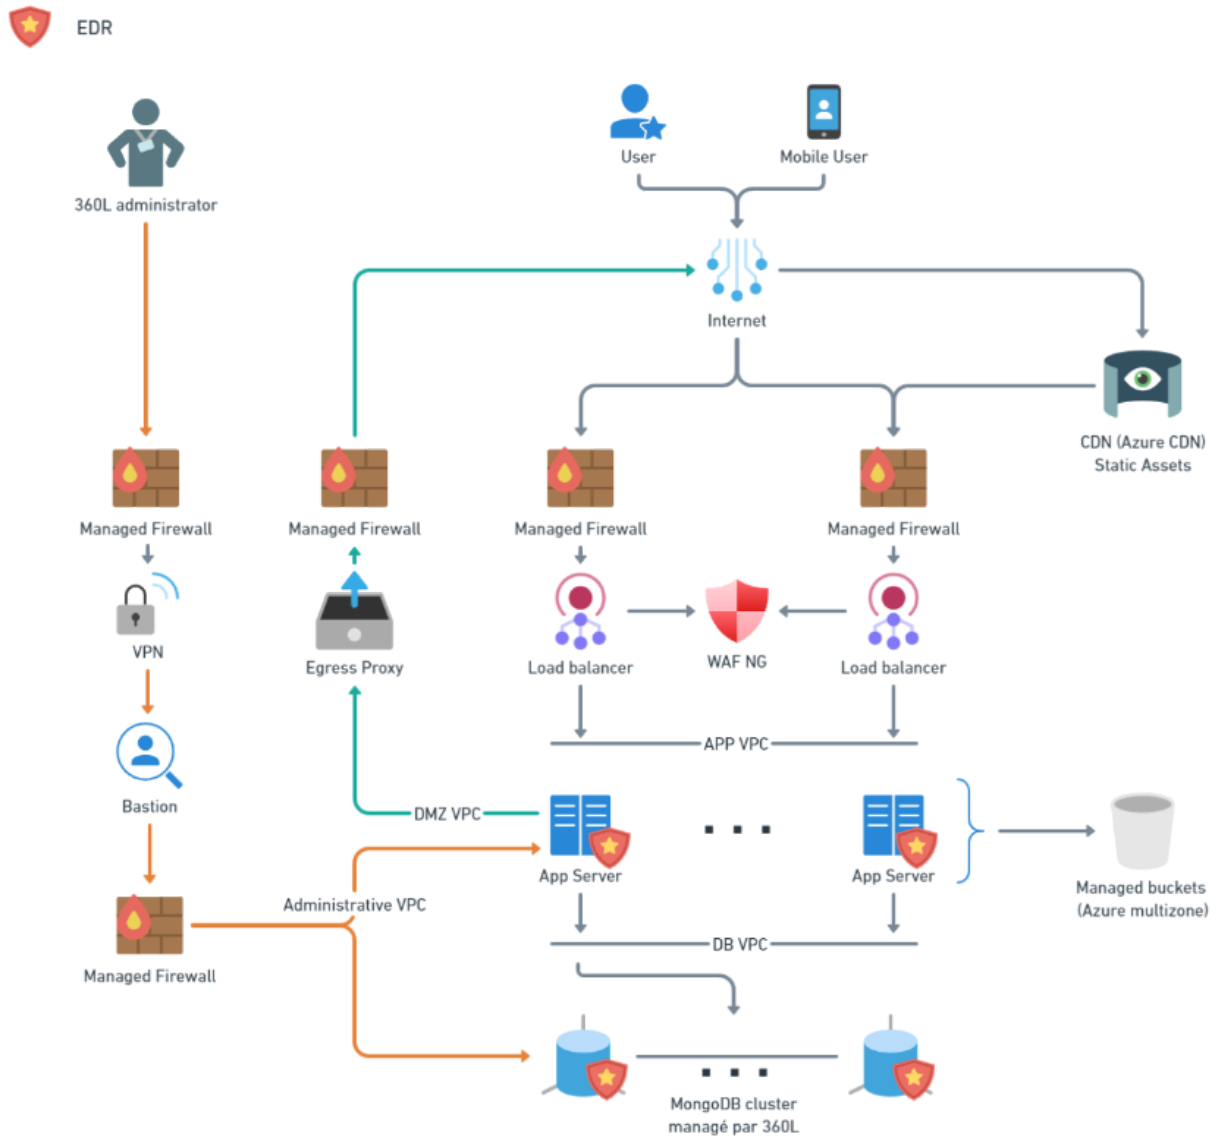 EDR
User
Mobile User
360L administrator
Internet
CDN (Azure CDN)
Static Assets
Managed Firewall
Managed Firewall
Managed Firewall
Managed Firewall
VPN
Egress Proxy
Load balancer
WAF NG
Load balancer
APP VPC
Bastion
DMZ VPC
App Server
App Server
Managed buckets
(Azure multizone)
Administrative VPC
DB VPC
Managed Firewall
MongoDB cluster
managé par 360L